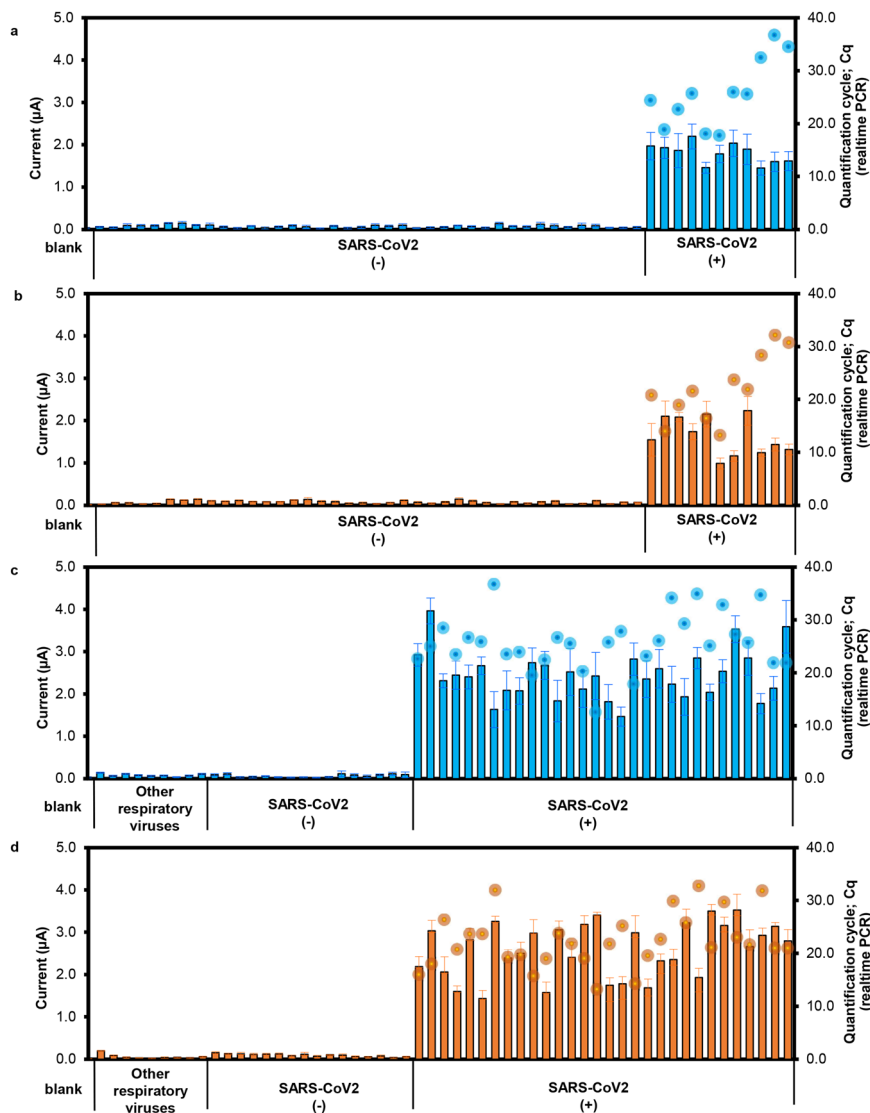 a
5.0
4.0
3.0
2.0
1.0
0.0
Current (µA)
40.0
30.0
20.0
10.0
0.0
Quantification cycle; Cq
(realtime PCR)
blank
SARS-CoV2
(-)
SARS-CoV2
(+)
b
5.0
4.0
3.0
2.0
1.0
0.0
Current (µA)
40.0
30.0
20.0
10.0
0.0
Quantification cycle; Cq
(realtime PCR)
blank
SARS-CoV2
(-)
SARS-CoV2
(+)
c
5.0
4.0
3.0
2.0
1.0
0.0
Current (µA)
40.0
30.0
20.0
10.0
0.0
Quantification cycle; Cq
(realtime PCR)
blank
Other
respiratory
viruses
SARS-CoV2
(-)
SARS-CoV2
(+)
d
5.0
4.0
3.0
2.0
1.0
0.0
Current (µA)
40.0
30.0
20.0
10.0
0.0
Quantification cycle; Cq
(realtime PCR)
blank
Other
respiratory
viruses
SARS-CoV2
(-)
SARS-CoV2
(+)